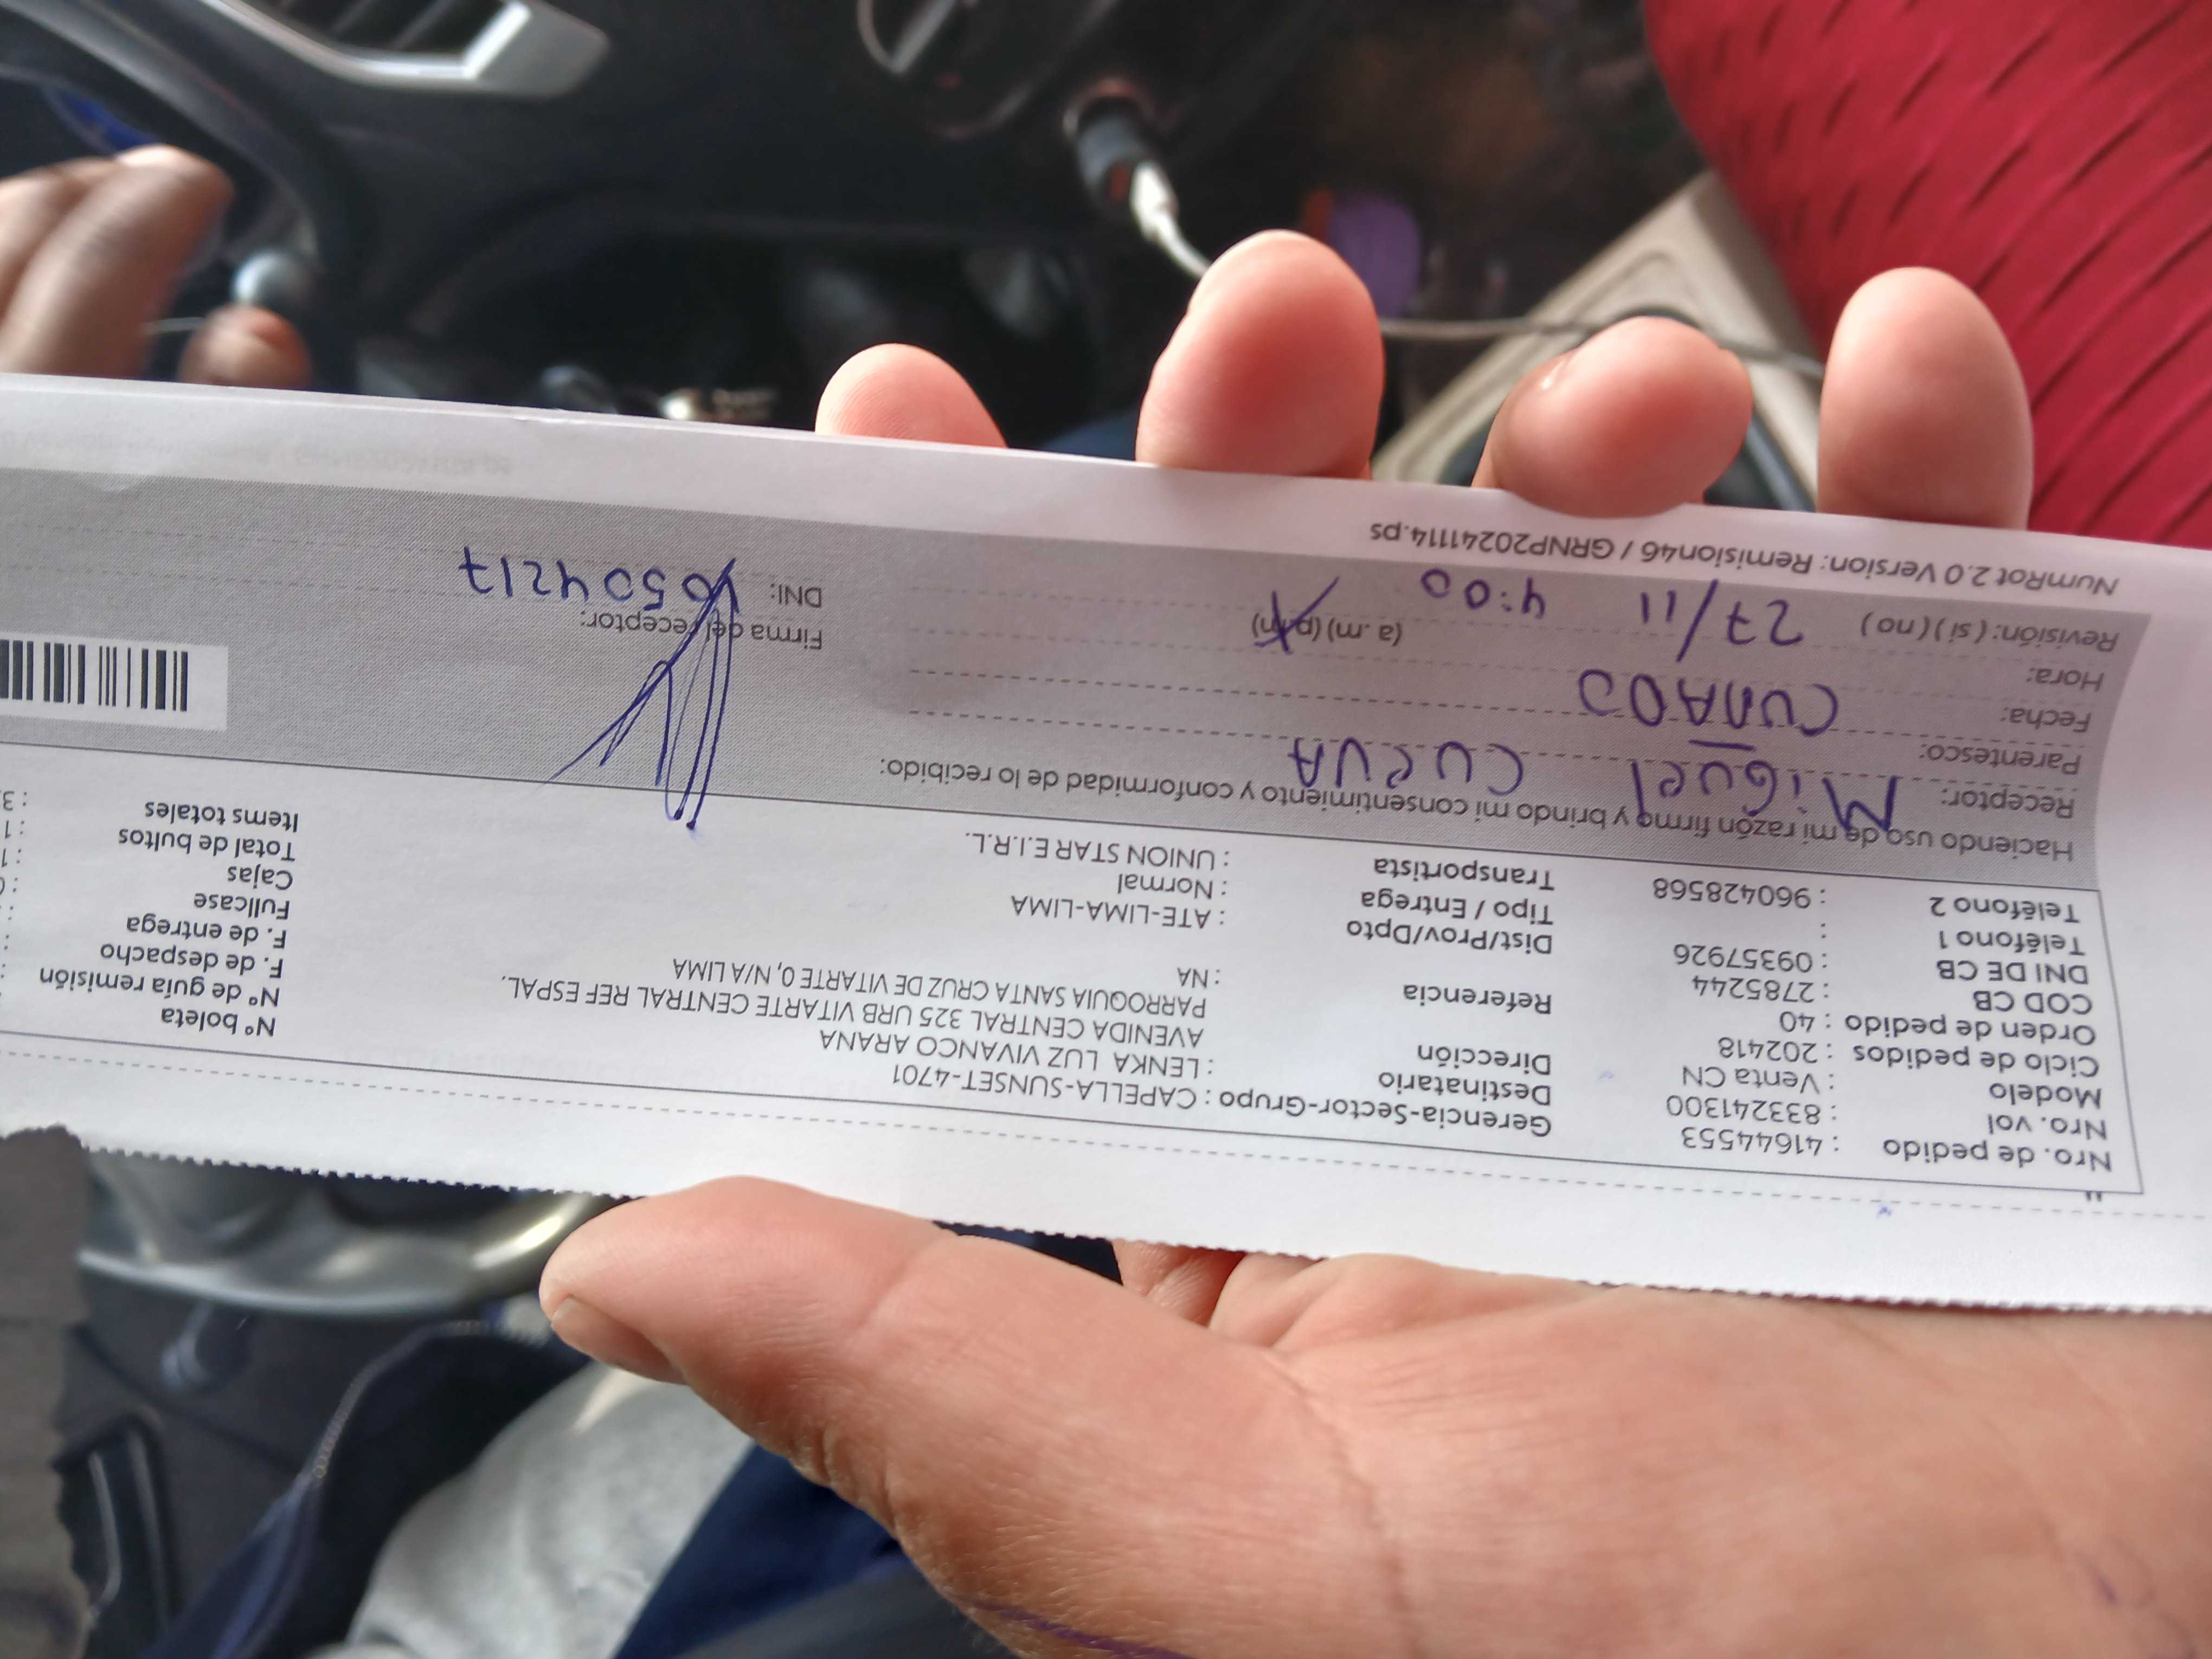 Nro. de pedido : 41644553
Nro. vol : 833241300
Modelo : Venta CN
Ciclo de pedidos : 202418
Orden de pedido : 40
COD CB : 2785244
DNI DE CB : 09357926
Teléfono 1 :
Teléfono 2 : 960428568
Gerencia-Sector-Grupo : CAPELLA-SUNSET-4701
Destinatario : LENKA LUZ VIVANCO ARANA
Dirección
AVENIDA CENTRAL 325 URB VITARTE CENTRAL REF ESPAL.
PARROQUIA SANTA CRUZ DE VITARTE 0, N/A LIMA
Referencia : NA
Dist/Prov/Dpto : ATE-LIMA-LIMA
Tipo / Entrega : Normal
Transportista : UNION STAR E.I.R.L.
N° boleta
N° de guía remisión :
F. de despacho :
F. de entrega :
Fullcase :
Cajas : 1
Total de bultos : 1
Items totales : 3
Haciendo uso de mi razón firmo y brindo mi consentimiento y conformidad de lo recibido:
Receptor: Miguel CUEVA
Parentesco: CUÑADO
Fecha: 27/11
Hora: 4:00 (a.m) (p.m)
Revisión: ( sí ) ( no )
Firma del receptor:
DNI: 504217
NumRot 2.0 Version: Remision46 / GRNP20241114.ps